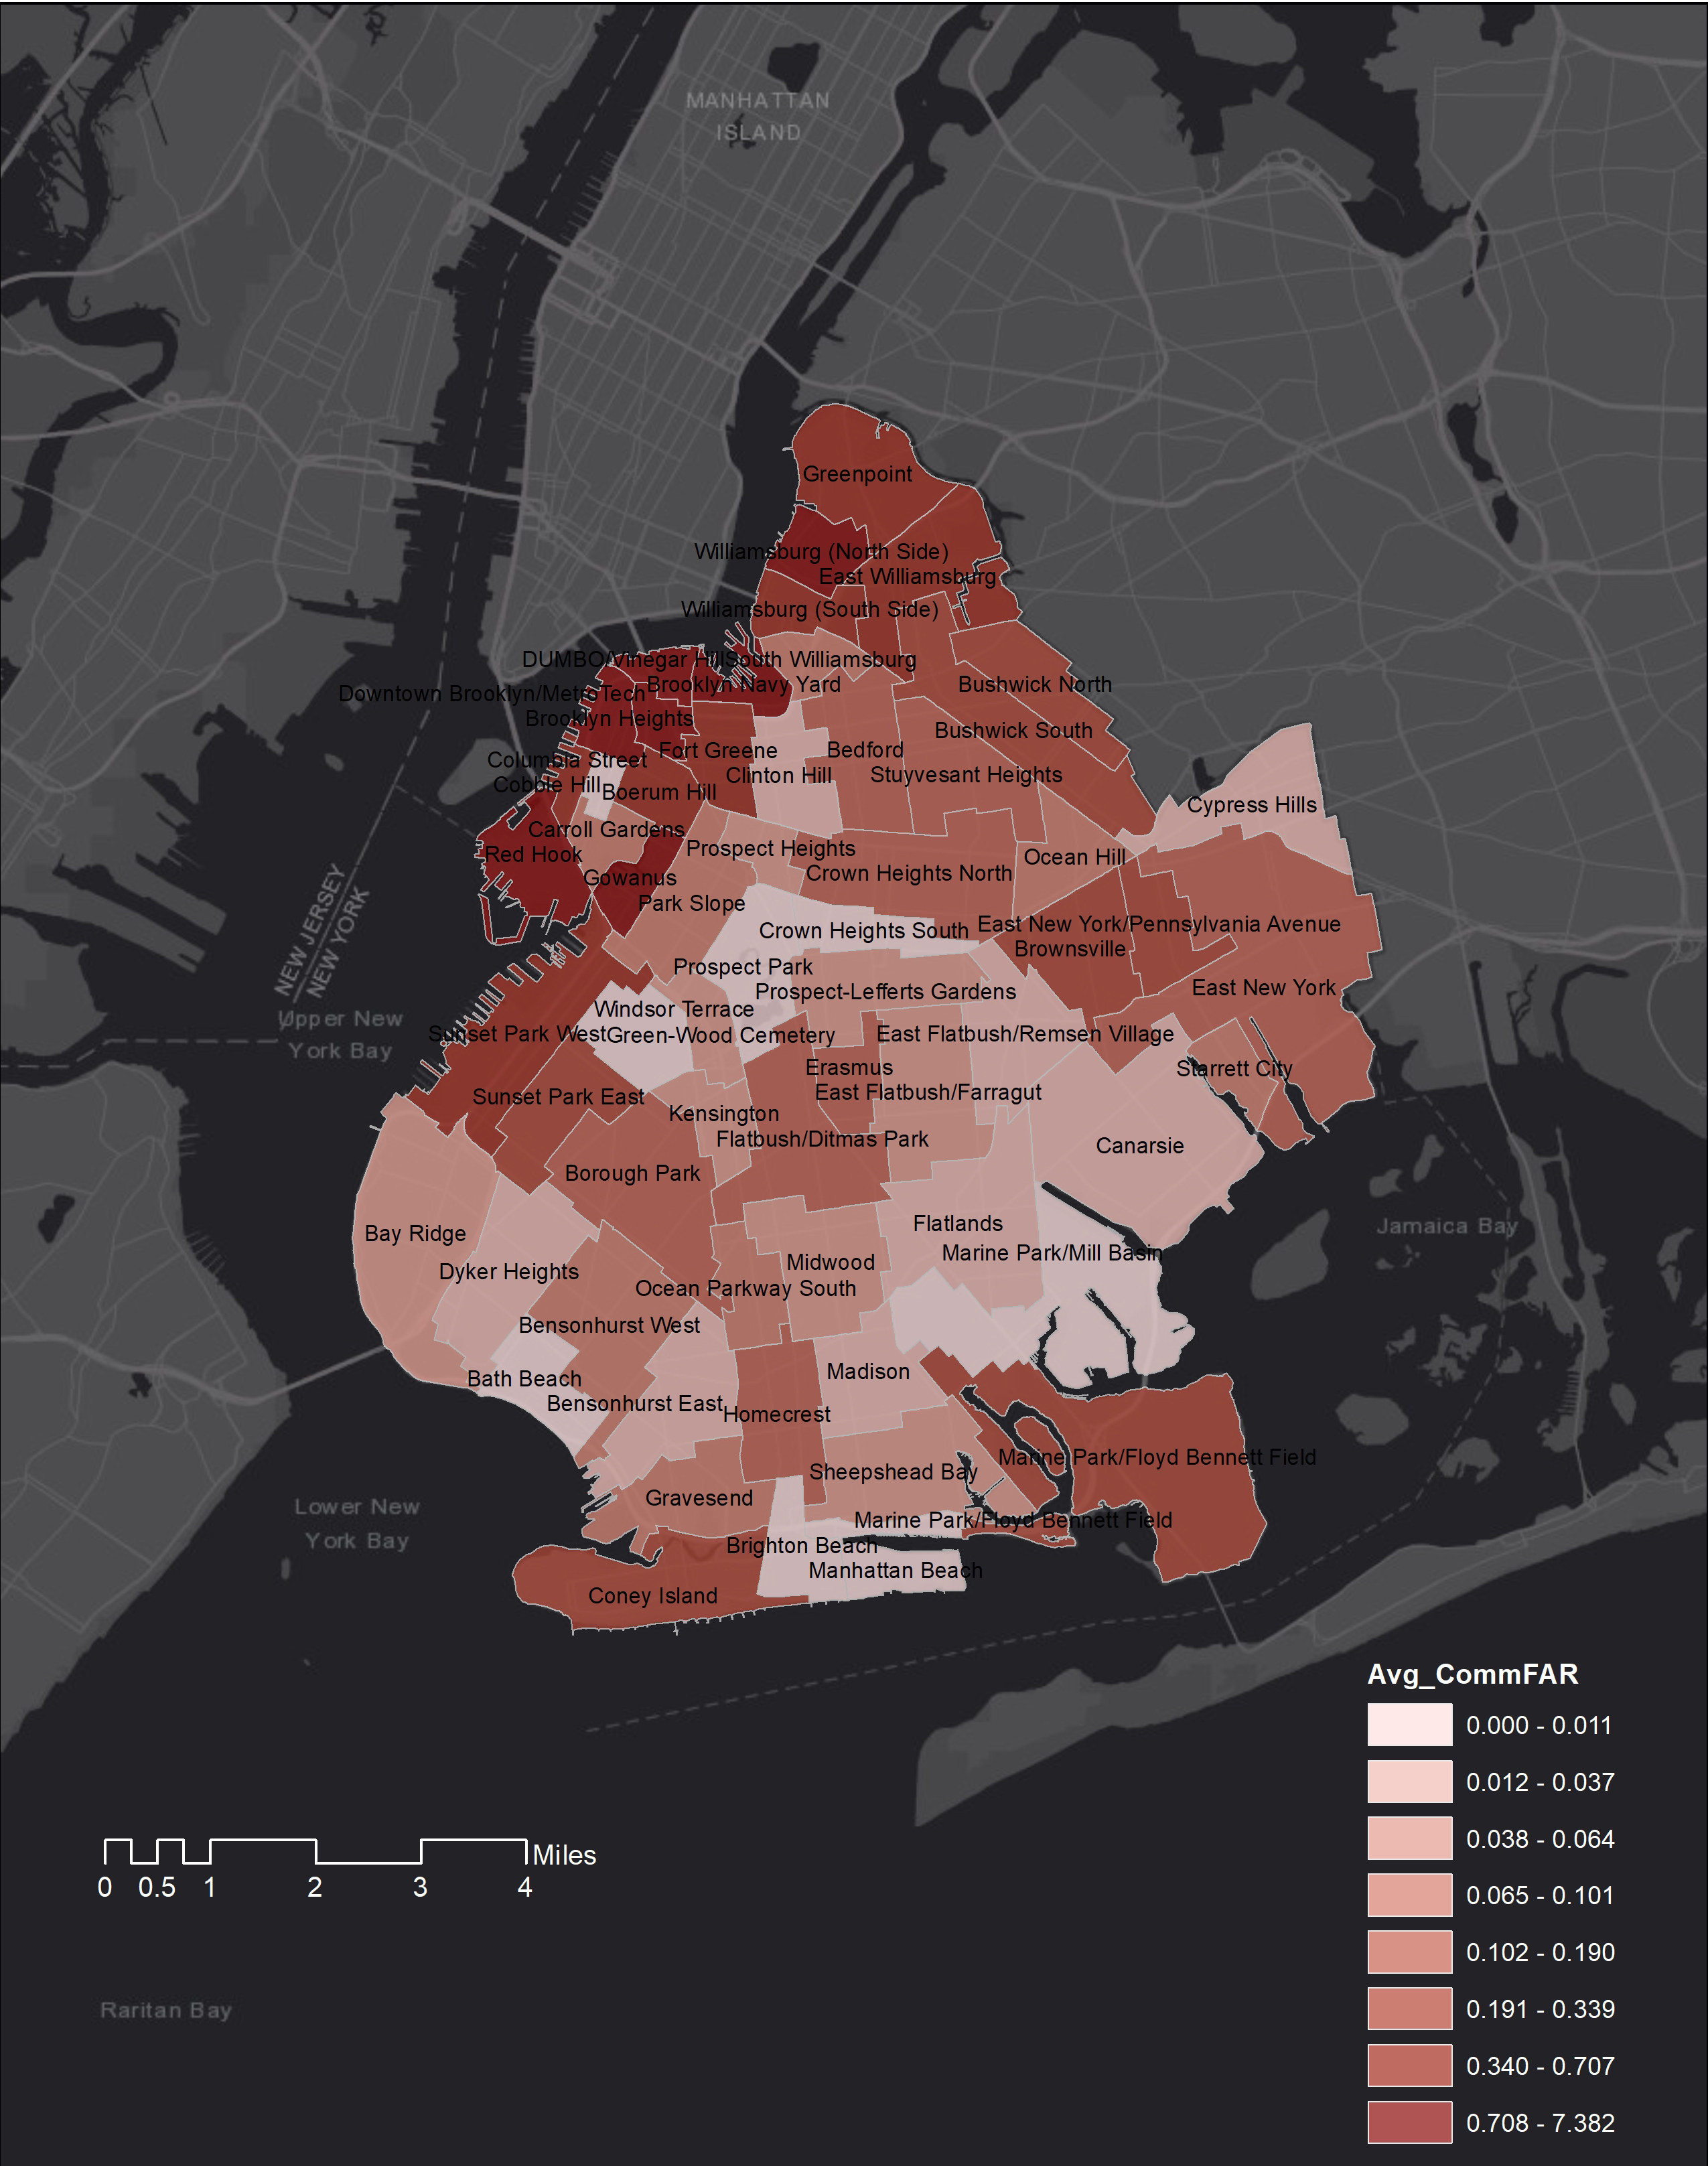 MANHATTAN
ISLAND
Greenpoint
Williamsburg (North Side)
East Williamsburg
Williamsburg (South Side)
DUMBO/Vinegar Hill
South Williamsburg
Downtown Brooklyn/MetroTech
Brooklyn Navy Yard
Bushwick North
Brooklyn Heights
Bushwick South
Columbia Street
Fort Greene
Bedford
Cobble Hill
Boerum Hill
Clinton Hill
Stuyvesant Heights
Cypress Hills
Carroll Gardens
Red Hook
Prospect Heights
Ocean Hill
Gowanus
Crown Heights North
Park Slope
Crown Heights South
East New York/Pennsylvania Avenue
Brownsville
NEW JERSEY
NEW YORK
Prospect Park
Prospect-Lefferts Gardens
East New York
Upper New
York Bay
Windsor Terrace
Sunset Park West
Green-Wood Cemetery
East Flatbush/Remsen Village
Erasmus
Starrett City
Sunset Park East
East Flatbush/Farragut
Kensington
Flatbush/Ditmas Park
Canarsie
Borough Park
Bay Ridge
Flatlands
Jamaica Bay
Marine Park/Mill Basin
Dyker Heights
Midwood
Ocean Parkway South
Bensonhurst West
Bath Beach
Madison
Bensonhurst East
Homecrest
Marine Park/Floyd Bennett Field
Sheepshead Bay
Gravesend
Lower New
York Bay
Marine Park/Floyd Bennett Field
Brighton Beach
Manhattan Beach
Coney Island
Avg_CommFAR
0.000 - 0.011
0.012 - 0.037
0.038 - 0.064
0.065 - 0.101
0.102 - 0.190
0.191 - 0.339
0.340 - 0.707
0.708 - 7.382
Miles
0 0.5 1 2 3 4
Raritan Bay